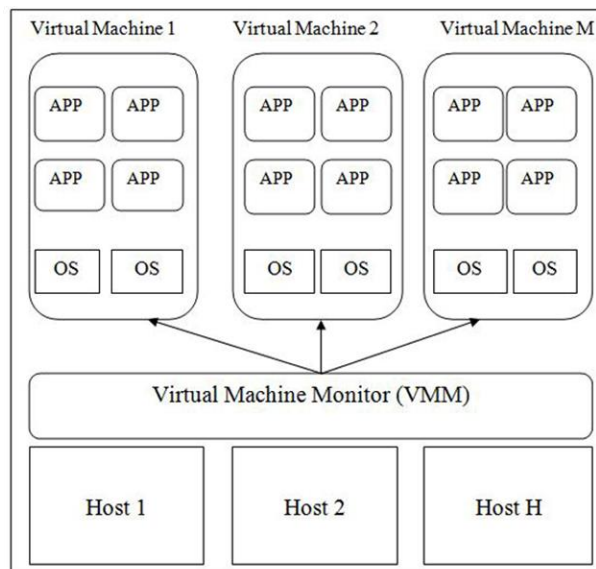 Virtual Machine 1 Virtual Machine 2 Virtual Machine M
APP APP APP APP APP APP
APP APP APP APP APP APP
OS OS OS OS OS OS
Virtual Machine Monitor (VMM)
Host 1 Host 2 Host H